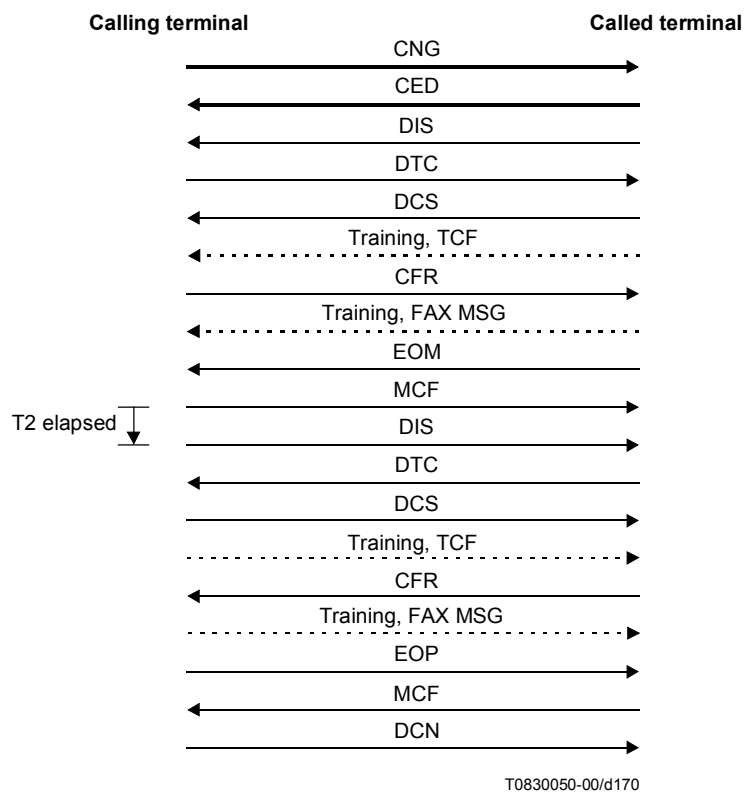 Calling terminal Called terminal
CNG
CED
DIS
DTC
DCS
Training, TCF
CFR
Training, FAX MSG
EOM
MCF
T2 elapsed
DIS
DTC
DCS
Training, TCF
CFR
Training, FAX MSG
EOP
MCF
DCN
T0830050-00/d170